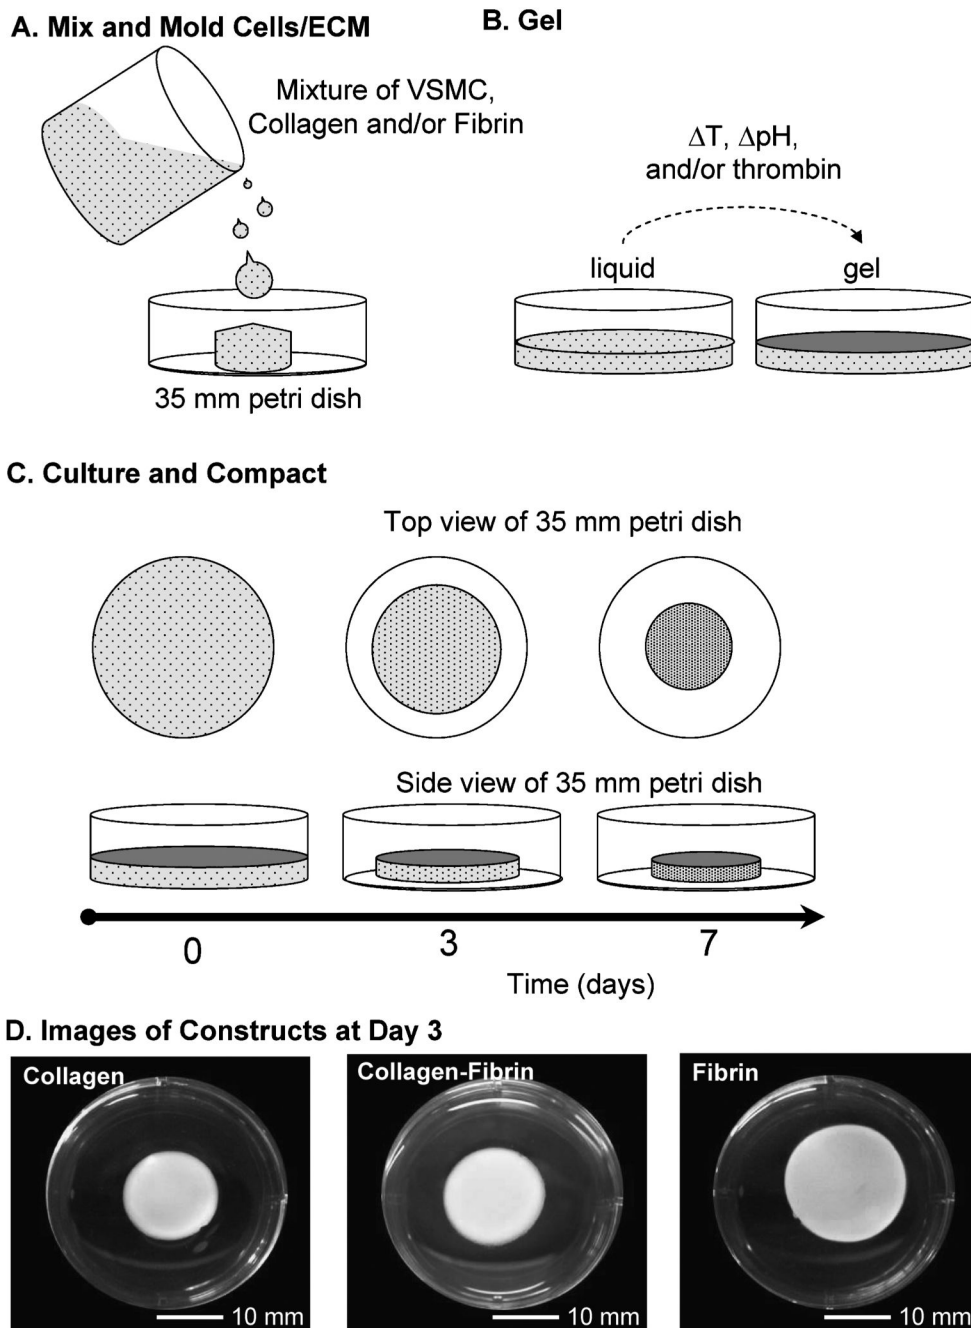 A. Mix and Mold Cells/ECM
Mixture of VSMC,
Collagen and/or Fibrin
35 mm petri dish
B. Gel
ΔT, ΔpH,
and/or thrombin
liquid
gel
C. Culture and Compact
Top view of 35 mm petri dish
Side view of 35 mm petri dish
0
3
7
Time (days)
D. Images of Constructs at Day 3
Collagen
10 mm
Collagen-Fibrin
10 mm
Fibrin
10 mm